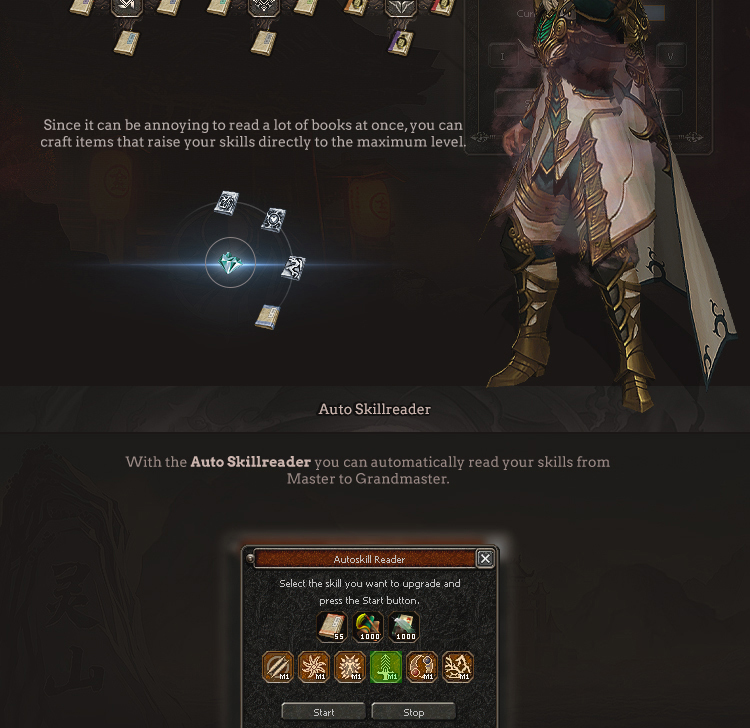 I
V
Since it can be annoying to read a lot of books at once, you can
craft items that raise your skills directly to the maximum level.
Auto Skillreader
With the Auto Skillreader you can automatically read your skills from
Master to Grandmaster.
Autoskill Reader
Select the skill you want to upgrade and
press the Start button.
55 1000 1000
M1 M1 M1 M1 M1 M1
Start Stop